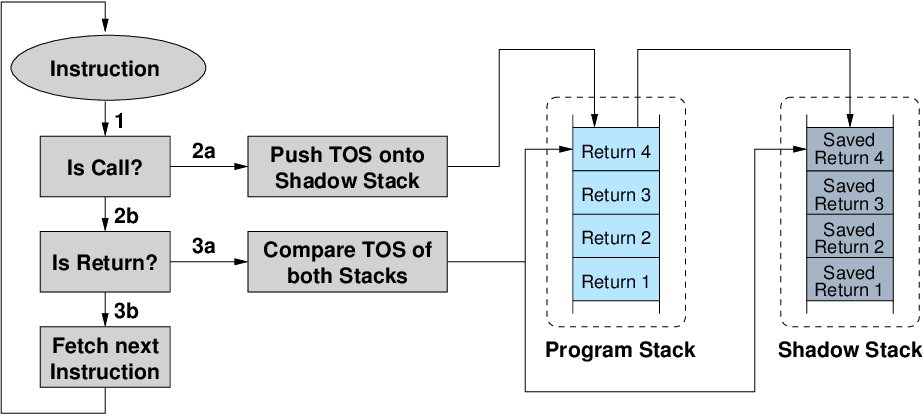 Instruction
1
Is Call?
2a
Push TOS onto
Shadow Stack
2b
Is Return?
3a
Compare TOS of
both Stacks
3b
Fetch next
Instruction
Return 4
Return 3
Return 2
Return 1
Program Stack
Saved
Return 4
Saved
Return 3
Saved
Return 2
Saved
Return 1
Shadow Stack